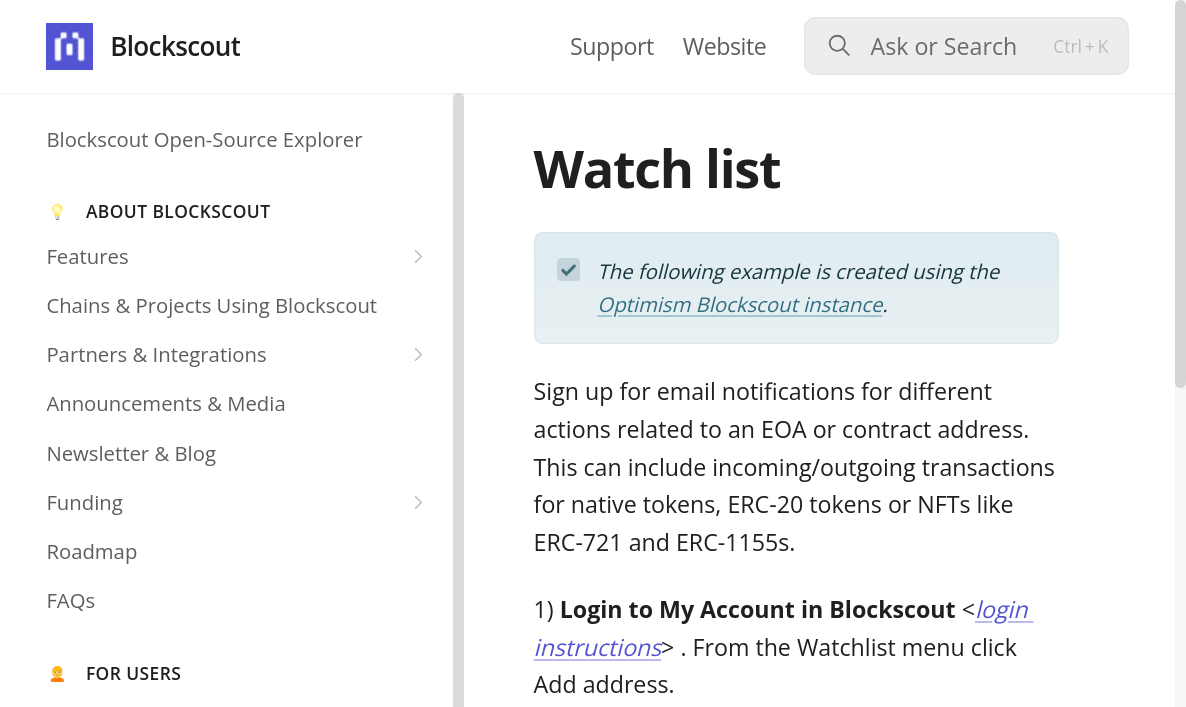 Blockscout
Support
Website
Ask or Search
Ctrl + K
Blockscout Open-Source Explorer
ABOUT BLOCKSCOUT
Features
Chains & Projects Using Blockscout
Partners & Integrations
Announcements & Media
Newsletter & Blog
Funding
Roadmap
FAQs
FOR USERS
Watch list
The following example is created using the
Optimism Blockscout instance.
Sign up for email notifications for different
actions related to an EOA or contract address.
This can include incoming/outgoing transactions
for native tokens, ERC-20 tokens or NFTs like
ERC-721 and ERC-1155s.
1) Login to My Account in Blockscout <login
instructions> . From the Watchlist menu click
Add address.